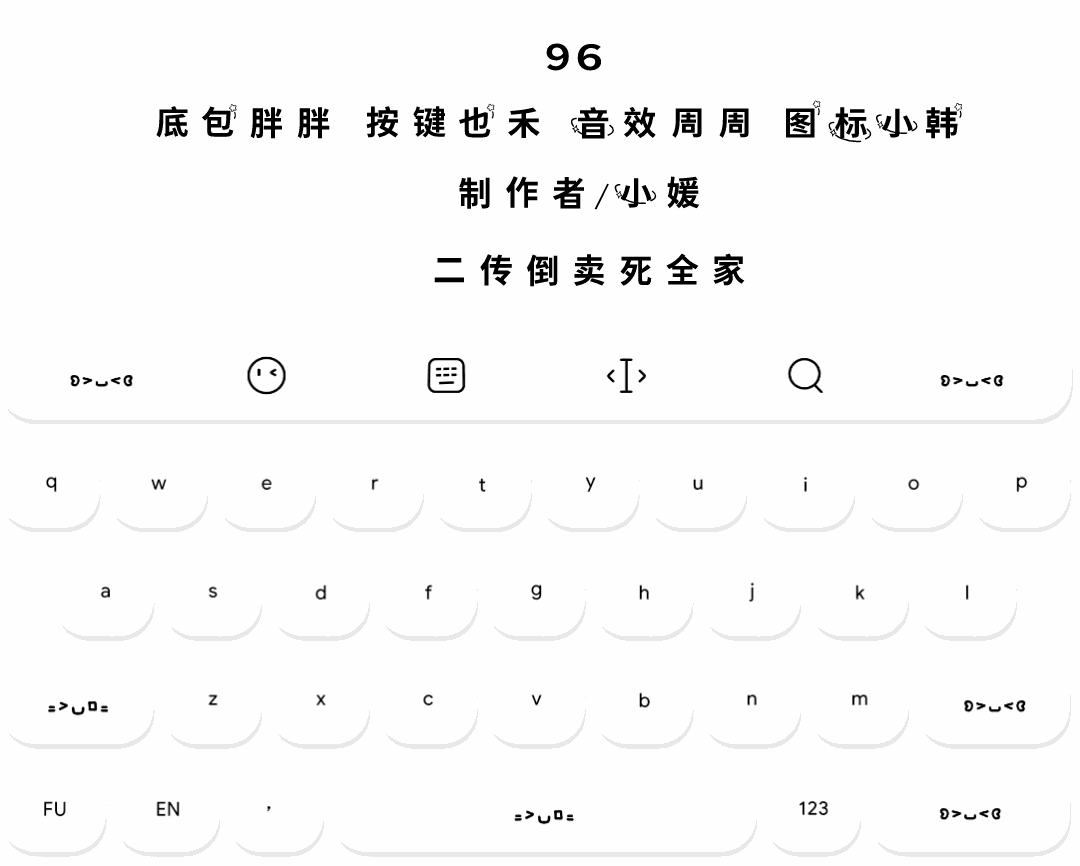 96
底包胖胖 按键也禾 音效周周 图标小韩
制作者/小媛
二传倒卖死全家
ʚ>⌣<ɞ ʚ>⌣<ɞ
q w e r t y u i o p
a s d f g h j k l
=>⌣▫= z x c v b n m ʚ>⌣<ɞ
FU EN , =>⌣▫= 123 ʚ>⌣<ɞ